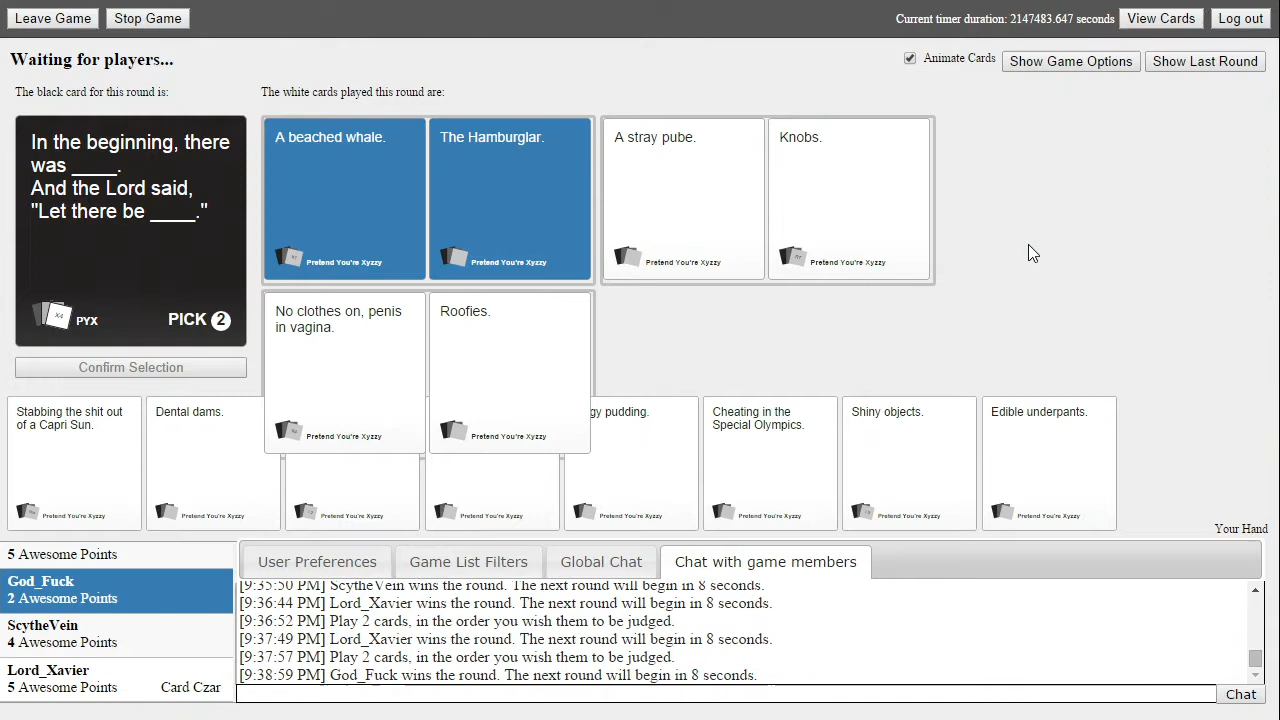 Leave Game
Stop Game
Current timer duration: 2147483.647 seconds
View Cards
Log out
Waiting for players...
Animate Cards
Show Game Options
Show Last Round
The black card for this round is:
The white cards played this round are:
In the beginning, there
was ____.
And the Lord said,
"Let there be ____."
PYX
PICK 2
Confirm Selection
A beached whale.
Pretend You're Xyzzy
The Hamburglar.
Pretend You're Xyzzy
A stray pube.
Pretend You're Xyzzy
Knobs.
Pretend You're Xyzzy
No clothes on, penis
in vagina.
Pretend You're Xyzzy
Roofies.
Pretend You're Xyzzy
Stabbing the shit out
of a Capri Sun.
Pretend You're Xyzzy
Dental dams.
Pretend You're Xyzzy
Pretend You're Xyzzy
Pretend You're Xyzzy
gy pudding.
Pretend You're Xyzzy
Cheating in the
Special Olympics.
Pretend You're Xyzzy
Shiny objects.
Pretend You're Xyzzy
Edible underpants.
Pretend You're Xyzzy
Your Hand
5 Awesome Points
God_Fuck
2 Awesome Points
ScytheVein
4 Awesome Points
Lord_Xavier
5 Awesome Points Card Czar
User Preferences
Game List Filters
Global Chat
Chat with game members
[9:35:50 PM] ScytheVein wins the round. The next round will begin in 8 seconds.
[9:36:44 PM] Lord_Xavier wins the round. The next round will begin in 8 seconds.
[9:36:52 PM] Play 2 cards, in the order you wish them to be judged.
[9:37:49 PM] Lord_Xavier wins the round. The next round will begin in 8 seconds.
[9:37:57 PM] Play 2 cards, in the order you wish them to be judged.
[9:38:59 PM] God_Fuck wins the round. The next round will begin in 8 seconds.
Chat